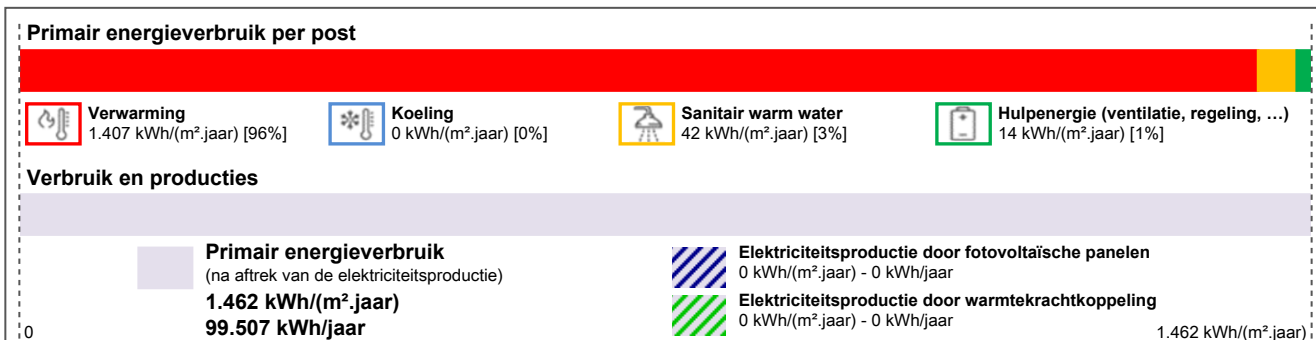 Primair energieverbruik per post
Verwarming
1.407 kWh/(m².jaar) [96%]
Koeling
0 kWh/(m².jaar) [0%]
Sanitair warm water
42 kWh/(m².jaar) [3%]
Hulpenergie (ventilatie, regeling, …)
14 kWh/(m².jaar) [1%]
Verbruik en producties
Primair energieverbruik
(na aftrek van de elektriciteitsproductie)
1.462 kWh/(m².jaar)
99.507 kWh/jaar
Elektriciteitsproductie door fotovoltaïsche panelen
0 kWh/(m².jaar) - 0 kWh/jaar
Elektriciteitsproductie door warmtekrachtkoppeling
0 kWh/(m².jaar) - 0 kWh/jaar
0
1.462 kWh/(m².jaar)